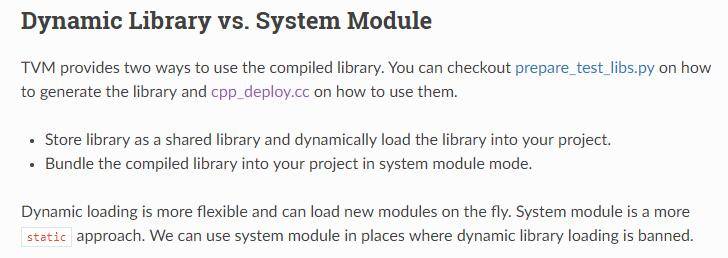 Dynamic Library vs. System Module
TVM provides two ways to use the compiled library. You can checkout prepare_test_libs.py on how
to generate the library and cpp_deploy.cc on how to use them.
• Store library as a shared library and dynamically load the library into your project.
• Bundle the compiled library into your project in system module mode.
Dynamic loading is more flexible and can load new modules on the fly. System module is a more
static approach. We can use system module in places where dynamic library loading is banned.